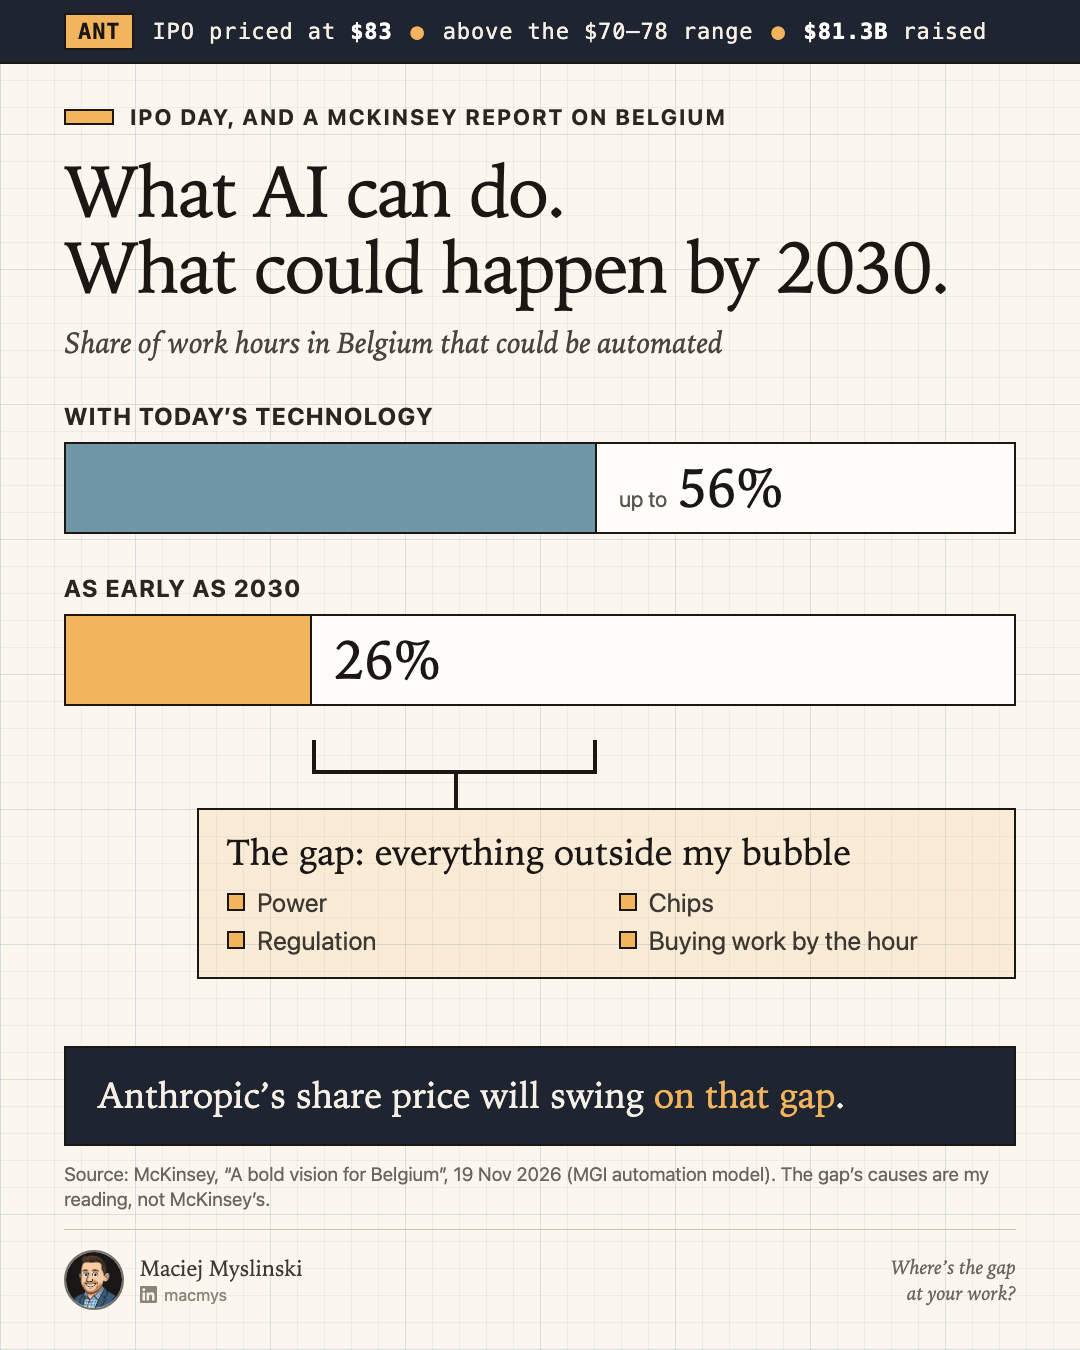 ANT IPO priced at $83 ● above the $70–78 range ● $81.3B raised
IPO DAY, AND A MCKINSEY REPORT ON BELGIUM
What AI can do.
What could happen by 2030.
Share of work hours in Belgium that could be automated
WITH TODAY’S TECHNOLOGY
up to 56%
AS EARLY AS 2030
26%
The gap: everything outside my bubble
Power
Chips
Regulation
Buying work by the hour
Anthropic’s share price will swing on that gap.
Source: McKinsey, “A bold vision for Belgium”, 19 Nov 2026 (MGI automation model). The gap’s causes are my
reading, not McKinsey’s.
Maciej Myslinski
in macmys
Where’s the gap
at your work?